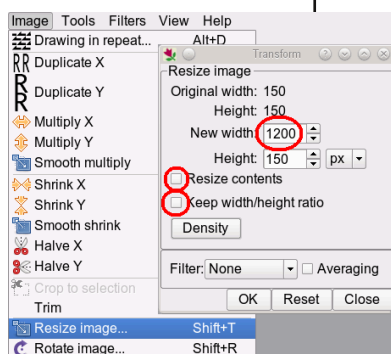 Image Tools Filters View Help
Drawing in repeat... Alt+D
Duplicate X
Duplicate Y
Multiply X
Multiply Y
Smooth multiply
Shrink X
Shrink Y
Smooth shrink
Halve X
Halve Y
Crop to selection
Trim
Resize image... Shift+T
Rotate image... Shift+R
Transform
Resize image
Original width: 150
Height: 150
New width: 1200
Height: 150 px
Resize contents
Keep width/height ratio
Density
Filter: None Averaging
OK Reset Close